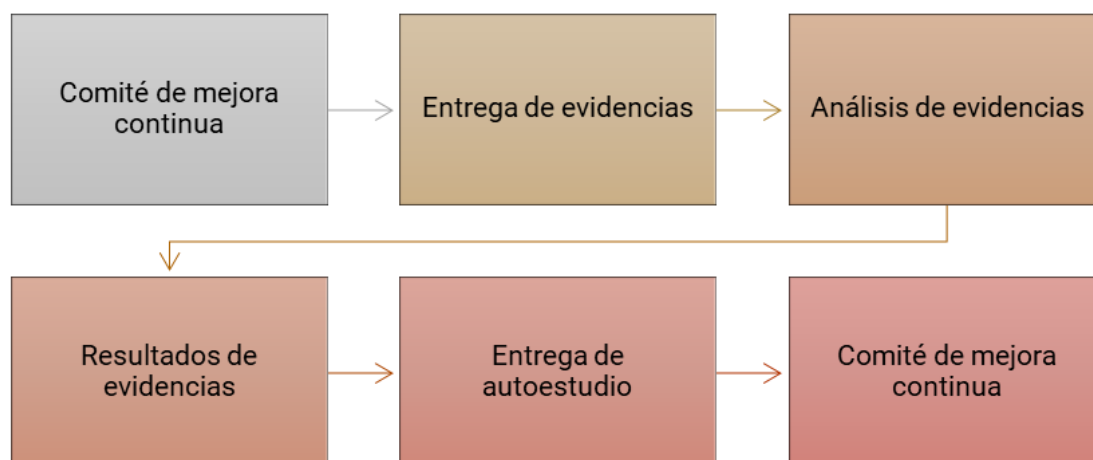 Comité de mejora
continua
Entrega de evidencias
Análisis de evidencias
Resultados de
evidencias
Entrega de
autoestudio
Comité de mejora
continua